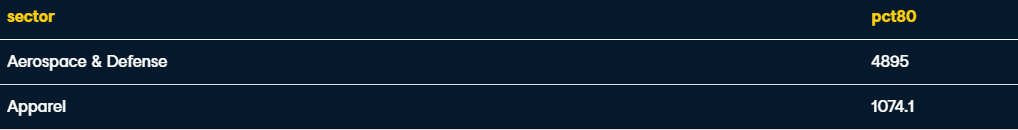 sector pct80
Aerospace & Defense 4895
Apparel 1074.1